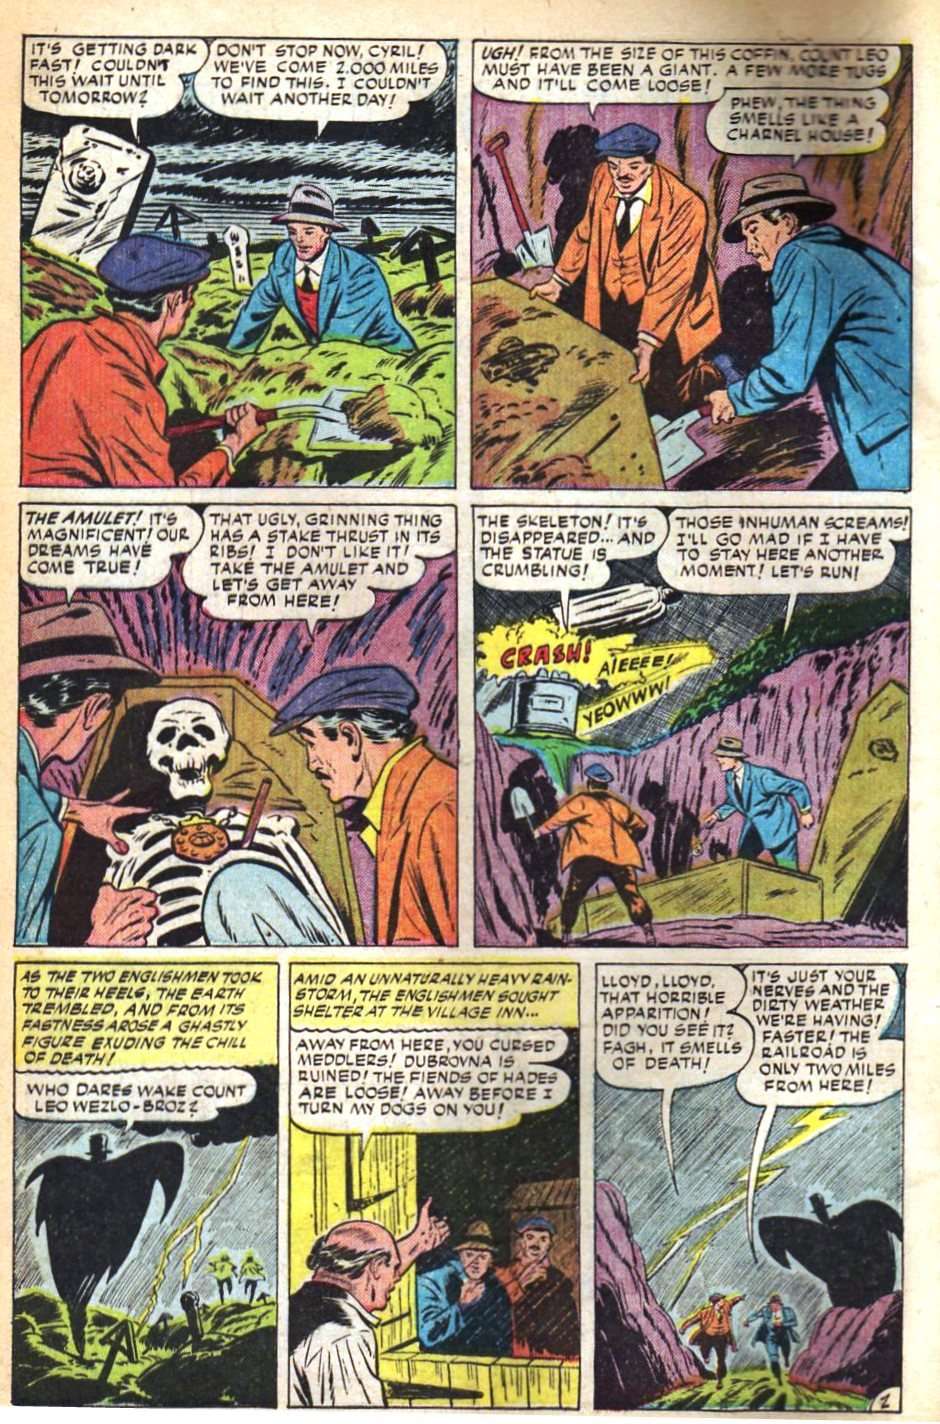 IT'S GETTING DARK
FAST! COULDN'T
THIS WAIT UNTIL
TOMORROW?
DON'T STOP NOW, CYRIL!
WE'VE COME 2,000 MILES
TO FIND THIS. I COULDN'T
WAIT ANOTHER DAY!
UGH! FROM THE SIZE OF THIS COFFIN, COUNT LEO
MUST HAVE BEEN A GIANT. A FEW MORE TUGS
AND IT'LL COME LOOSE!
PHEW, THE THING
SMELLS LIKE A
CHARNEL HOUSE!
THE AMULET! IT'S
MAGNIFICENT! OUR
DREAMS HAVE
COME TRUE!
THAT UGLY, GRINNING THING
HAS A STAKE THRUST IN ITS
RIBS! I DON'T LIKE IT!
TAKE THE AMULET AND
LET'S GET AWAY
FROM HERE!
THE SKELETON! IT'S
DISAPPEARED... AND
THE STATUE IS
CRUMBLING!
THOSE INHUMAN SCREAMS!
I'LL GO MAD IF I HAVE
TO STAY HERE ANOTHER
MOMENT! LET'S RUN!
CRASH!
AIEEEE!
YEOWWW!
AS THE TWO ENGLISHMEN TOOK
TO THEIR HEELS, THE EARTH
TREMBLED, AND FROM ITS
FASTNESS AROSE A GHASTLY
FIGURE EXUDING THE CHILL
OF DEATH!
WHO DARES WAKE COUNT
LEO WEZLO-BROZ?
AMID AN UNNATURALLY HEAVY RAIN-
STORM, THE ENGLISHMEN SOUGHT
SHELTER AT THE VILLAGE INN...
AWAY FROM HERE, YOU CURSED
MEDDLERS! DUBROVNA IS
RUINED! THE FIENDS OF HADES
ARE LOOSE! AWAY BEFORE I
TURN MY DOGS ON YOU!
LLOYD, LLOYD,
THAT HORRIBLE
APPARITION!
DID YOU SEE IT?
FAGH, IT SMELLS
OF DEATH!
IT'S JUST YOUR
NERVES AND THE
DIRTY WEATHER
WE'RE HAVING!
FASTER! THE
RAILROAD IS
ONLY TWO MILES
FROM HERE!
2